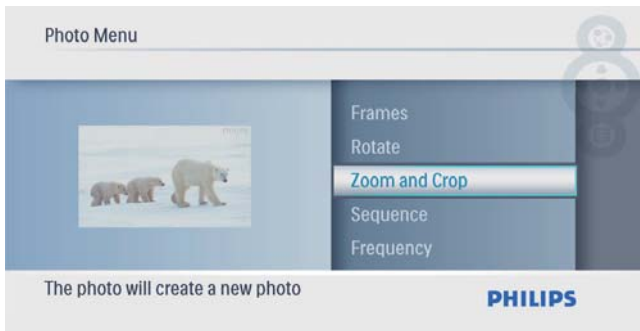 Photo Menu
Frames
Rotate
Zoom and Crop
Sequence
Frequency
The photo will create a new photo
PHILIPS